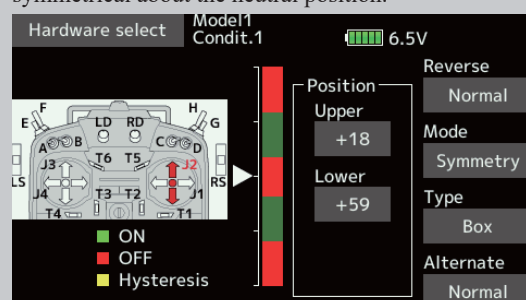 symmetrical about the neutral position.
Hardware select
Model1
Condit.1
6.5V
F
H
E
LD
RD
G
A
B
C
D
J3
T6
T5
J2
LS
RS
J4
T3
T2
J1
T4
T1
ON
OFF
Hysteresis
Position
Upper
+18
Lower
+59
Reverse
Normal
Mode
Symmetry
Type
Box
Alternate
Normal